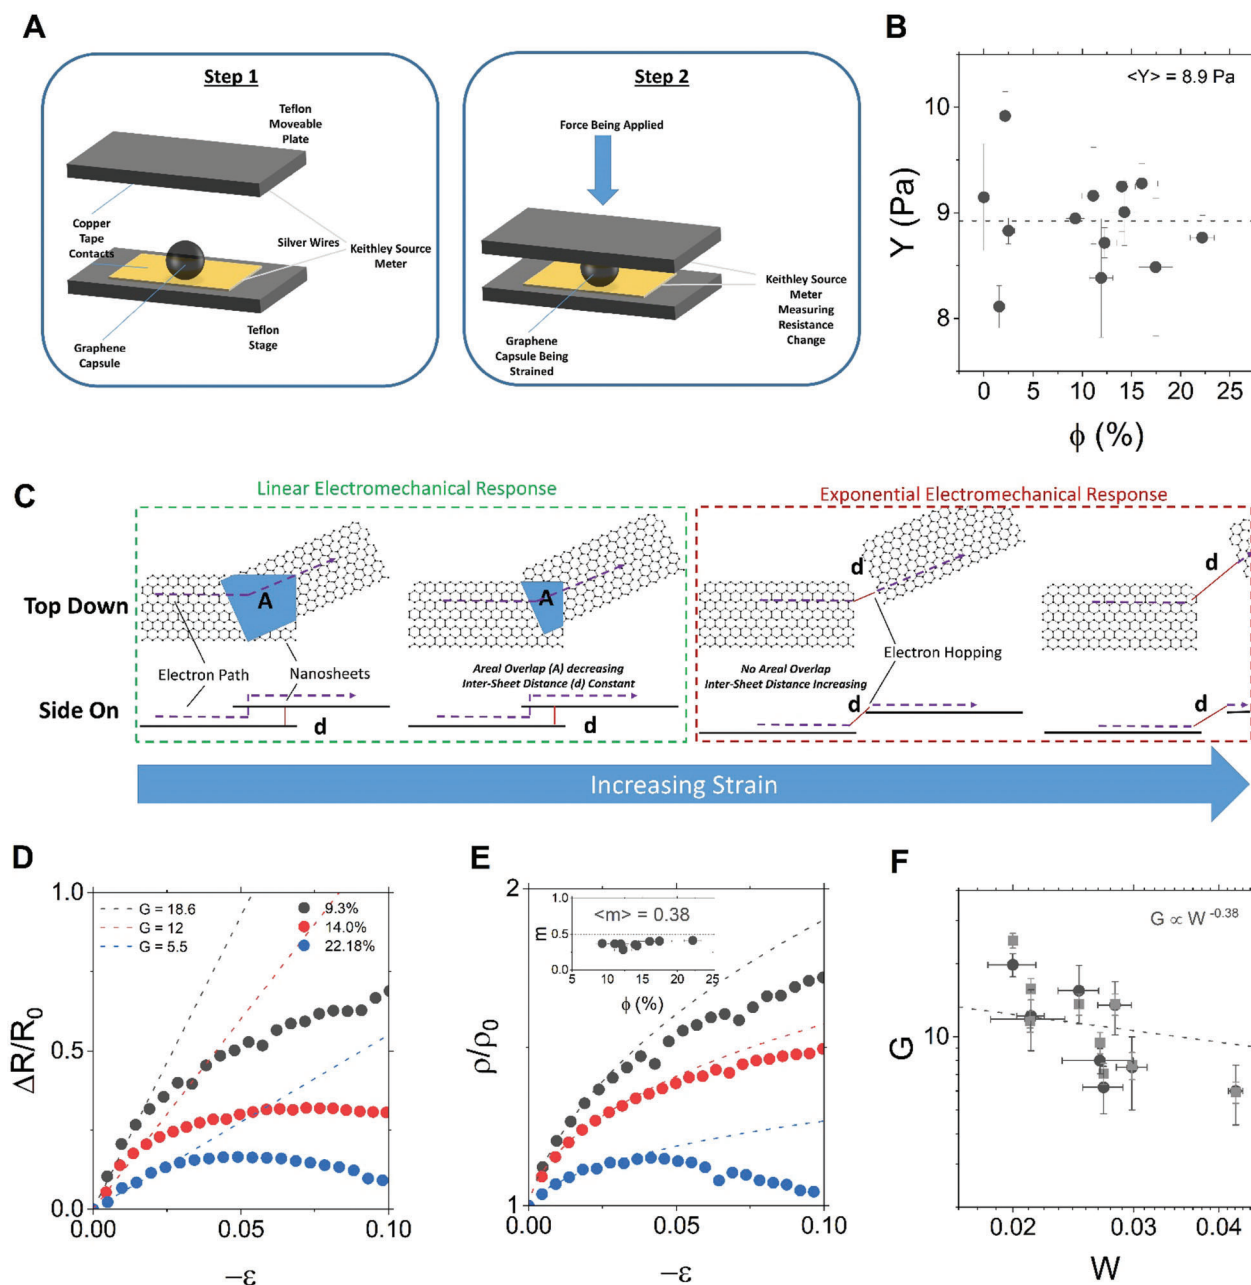 A
Step 1
Teflon
Moveable
Plate
Copper
Tape
Contacts
Silver Wires
Keithley Source
Meter
Graphene
Capsule
Teflon
Stage
Step 2
Force Being Applied
Keithley Source
Meter
Measuring
Resistance
Change
Graphene
Capsule Being
Strained
B
<Y> = 8.9 Pa
10
9
8
Y (Pa)
0 5 10 15 20 25
ϕ (%)
C
Linear Electromechanical Response
Exponential Electromechanical Response
Top Down
A
A
d
d
Electron Path
Nanosheets
Areal Overlap (A) decreasing
Inter-Sheet Distance (d) Constant
No Areal Overlap
Inter-Sheet Distance Increasing
Electron Hopping
Side On
d
d
d
d
Increasing Strain
D
1.0
0.5
0.0
ΔR/R0
G = 18.6
G = 12
G = 5.5
9.3%
14.0%
22.18%
0.00 0.05 0.10
−ε
E
2
1
ρ/ρ0
1.0
0.5
0.0
m
<m> = 0.38
5 10 15 20 25
ϕ (%)
0.00 0.05 0.10
−ε
F
G ∝ W-0.38
10
G
0.02 0.03 0.04
W